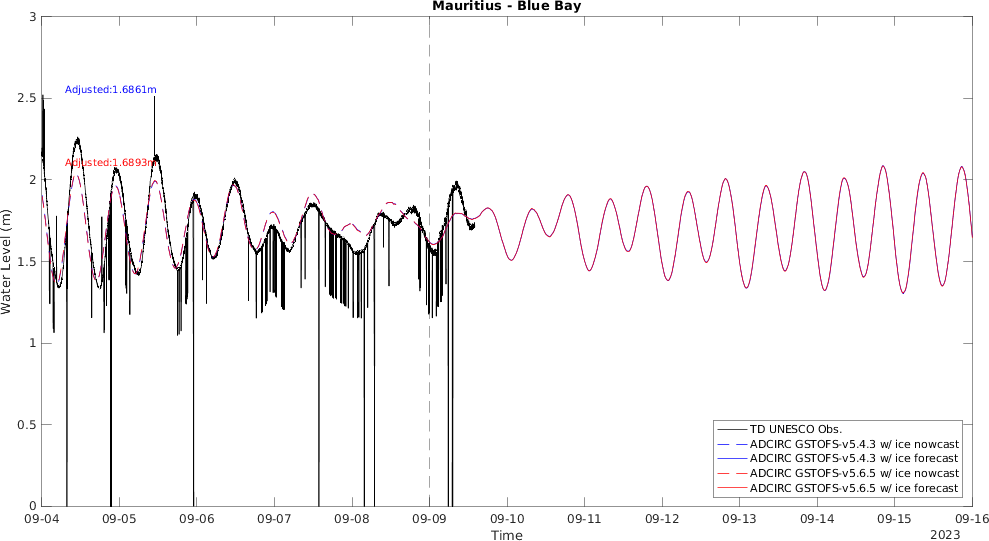 Mauritius - Blue Bay
3
2.5
2
1.5
1
0.5
0
Water Level (m)
Adjusted:1.6861m
Adjusted:1.6893m
TD UNESCO Obs.
ADCIRC GSTOFS-v5.4.3 w/ ice nowcast
ADCIRC GSTOFS-v5.4.3 w/ ice forecast
ADCIRC GSTOFS-v5.6.5 w/ ice nowcast
ADCIRC GSTOFS-v5.6.5 w/ ice forecast
09-04 09-05 09-06 09-07 09-08 09-09 09-10 09-11 09-12 09-13 09-14 09-15 09-16
Time
2023